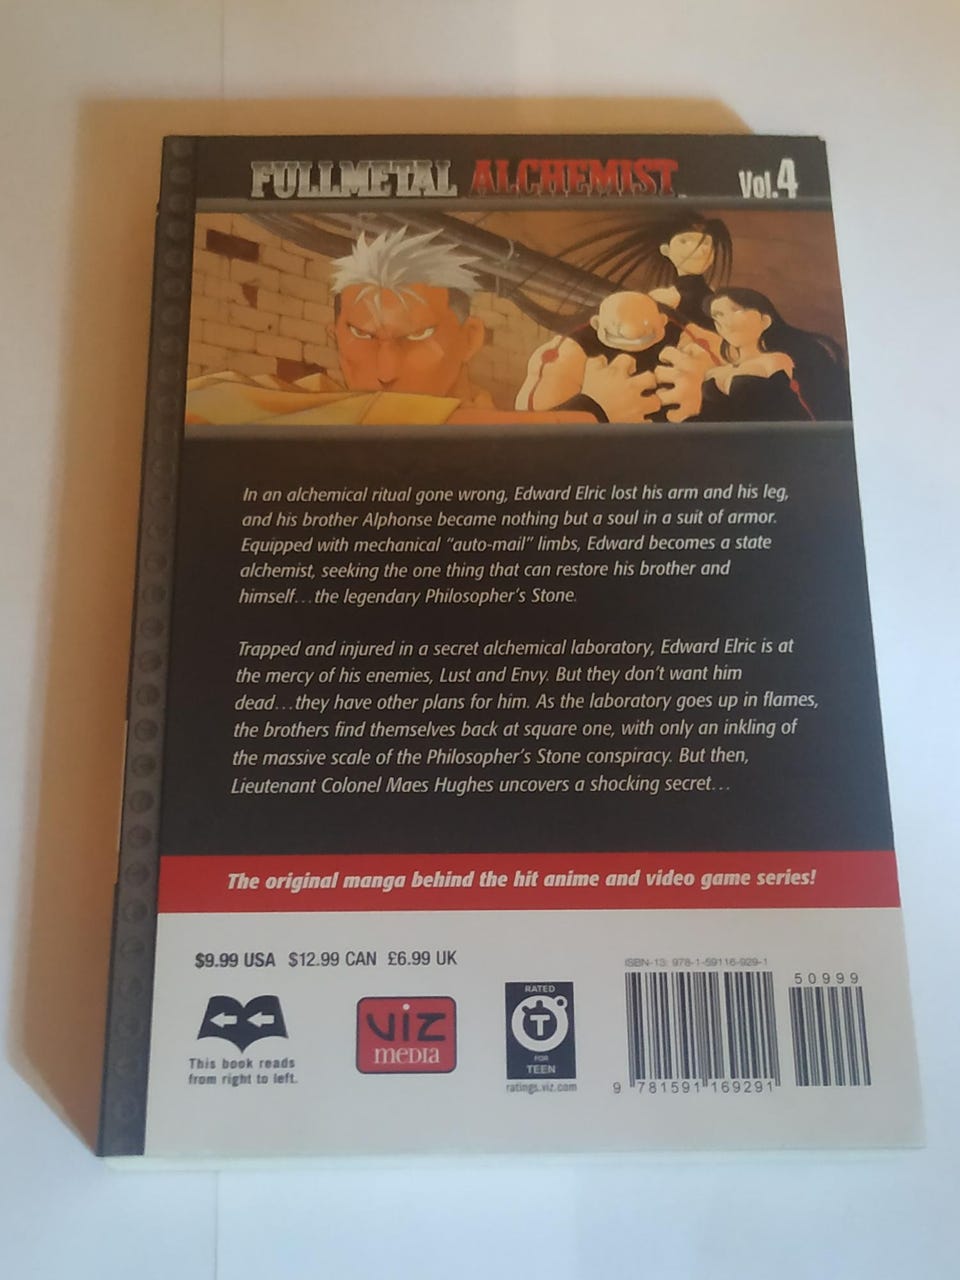 FULLMETAL ALCHEMIST™ Vol.4
In an alchemical ritual gone wrong, Edward Elric lost his arm and his leg,
and his brother Alphonse became nothing but a soul in a suit of armor.
Equipped with mechanical "auto-mail" limbs, Edward becomes a state
alchemist, seeking the one thing that can restore his brother and
himself...the legendary Philosopher's Stone.
Trapped and injured in a secret alchemical laboratory, Edward Elric is at
the mercy of his enemies, Lust and Envy. But they don't want him
dead...they have other plans for him. As the laboratory goes up in flames,
the brothers find themselves back at square one, with only an inkling of
the massive scale of the Philosopher's Stone conspiracy. But then,
Lieutenant Colonel Maes Hughes uncovers a shocking secret...
The original manga behind the hit anime and video game series!
$9.99 USA $12.99 CAN £6.99 UK
This book reads
from right to left.
VIZ
MEDIA
RATED
T
FOR
TEEN
ratings.viz.com
ISBN-13: 978-1-59116-929-1
50999
9 781591 169291